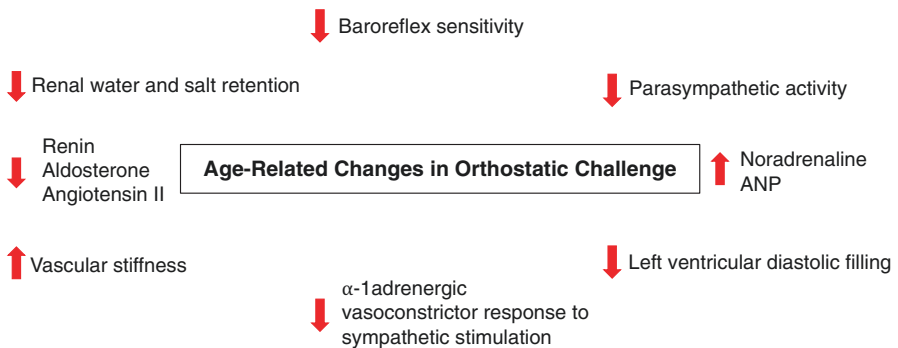 Baroreflex sensitivity
Renal water and salt retention
Parasympathetic activity
Renin
Aldosterone
Angiotensin II
Age-Related Changes in Orthostatic Challenge
Noradrenaline
ANP
Vascular stiffness
Left ventricular diastolic filling
α-1adrenergic
vasoconstrictor response to
sympathetic stimulation